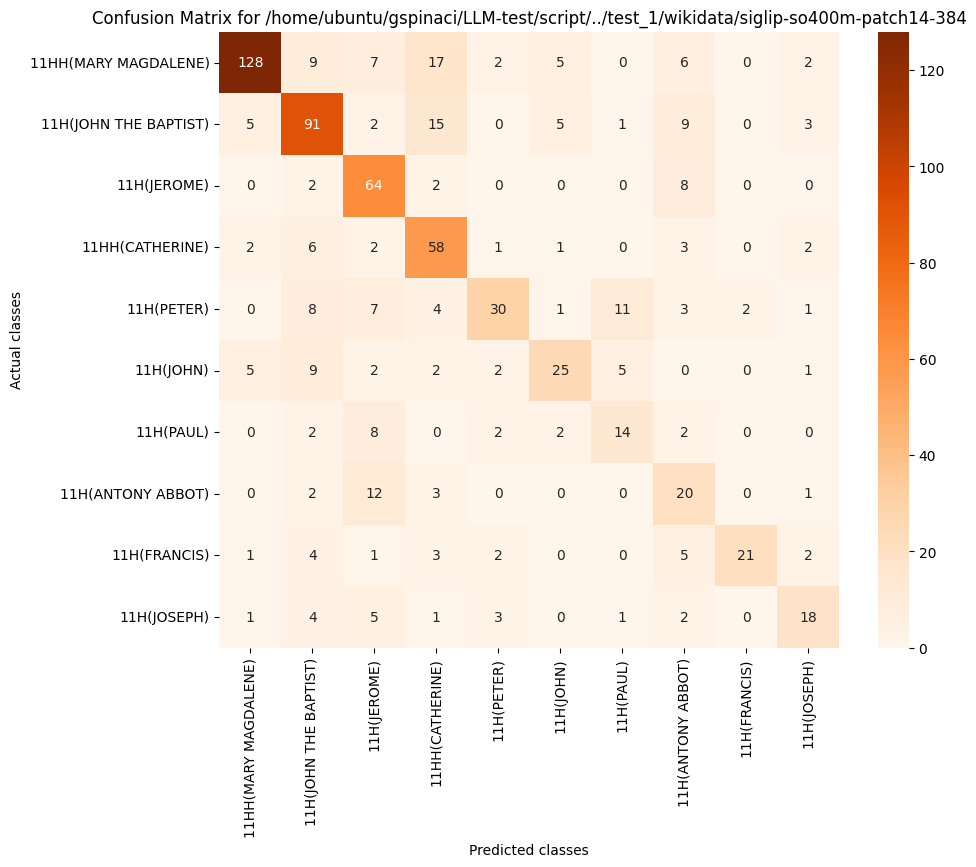 Confusion Matrix for /home/ubuntu/gspinaci/LLM-test/script/../test_1/wikidata/siglip-so400m-patch14-384
Actual classes
11HH(MARY MAGDALENE) 128 9 7 17 2 5 0 6 0 2
11H(JOHN THE BAPTIST) 5 91 2 15 0 5 1 9 0 3
11H(JEROME) 0 2 64 2 0 0 0 8 0 0
11HH(CATHERINE) 2 6 2 58 1 1 0 3 0 2
11H(PETER) 0 8 7 4 30 1 11 3 2 1
11H(JOHN) 5 9 2 2 2 25 5 0 0 1
11H(PAUL) 0 2 8 0 2 2 14 2 0 0
11H(ANTONY ABBOT) 0 2 12 3 0 0 0 20 0 1
11H(FRANCIS) 1 4 1 3 2 0 0 5 21 2
11H(JOSEPH) 1 4 5 1 3 0 1 2 0 18
11HH(MARY MAGDALENE)
11H(JOHN THE BAPTIST)
11H(JEROME)
11HH(CATHERINE)
11H(PETER)
11H(JOHN)
11H(PAUL)
11H(ANTONY ABBOT)
11H(FRANCIS)
11H(JOSEPH)
Predicted classes
120
100
80
60
40
20
0